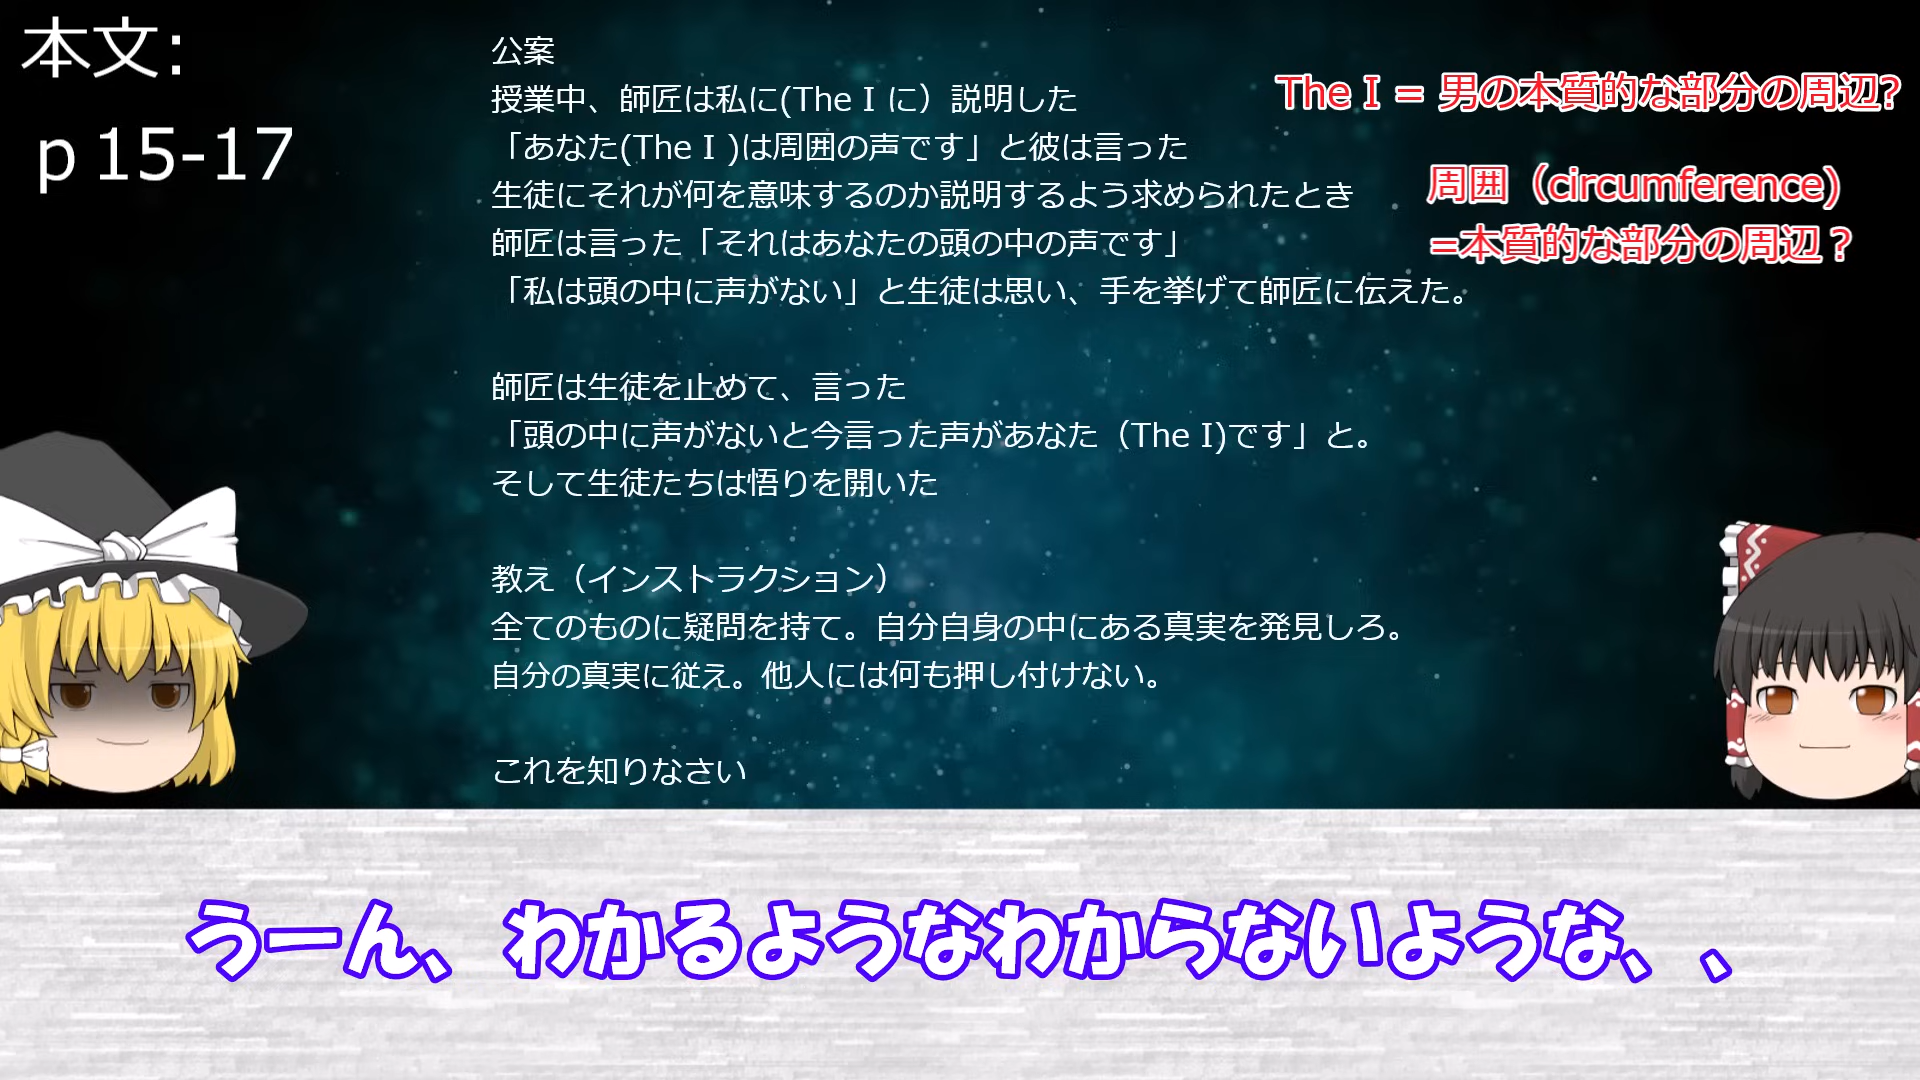 本文:
p 15-17
公案
授業中、師匠は私に(The I に）説明した
「あなた(The I )は周囲の声です」と彼は言った
生徒にそれが何を意味するのか説明するよう求められたとき
師匠は言った「それはあなたの頭の中の声です」
「私は頭の中に声がない」と生徒は思い、手を挙げて師匠に伝えた。
師匠は生徒を止めて、言った
「頭の中に声がないと今言った声があなた（The I)です」と。
そして生徒たちは悟りを開いた
教え（インストラクション）
全てのものに疑問を持て。自分自身の中にある真実を発見しろ。
自分の真実に従え。他人には何も押し付けない。
これを知りなさい
The I = 男の本質的な部分の周辺?
周囲（circumference)
=本質的な部分の周辺？
うーん、わかるようなわからないような、、